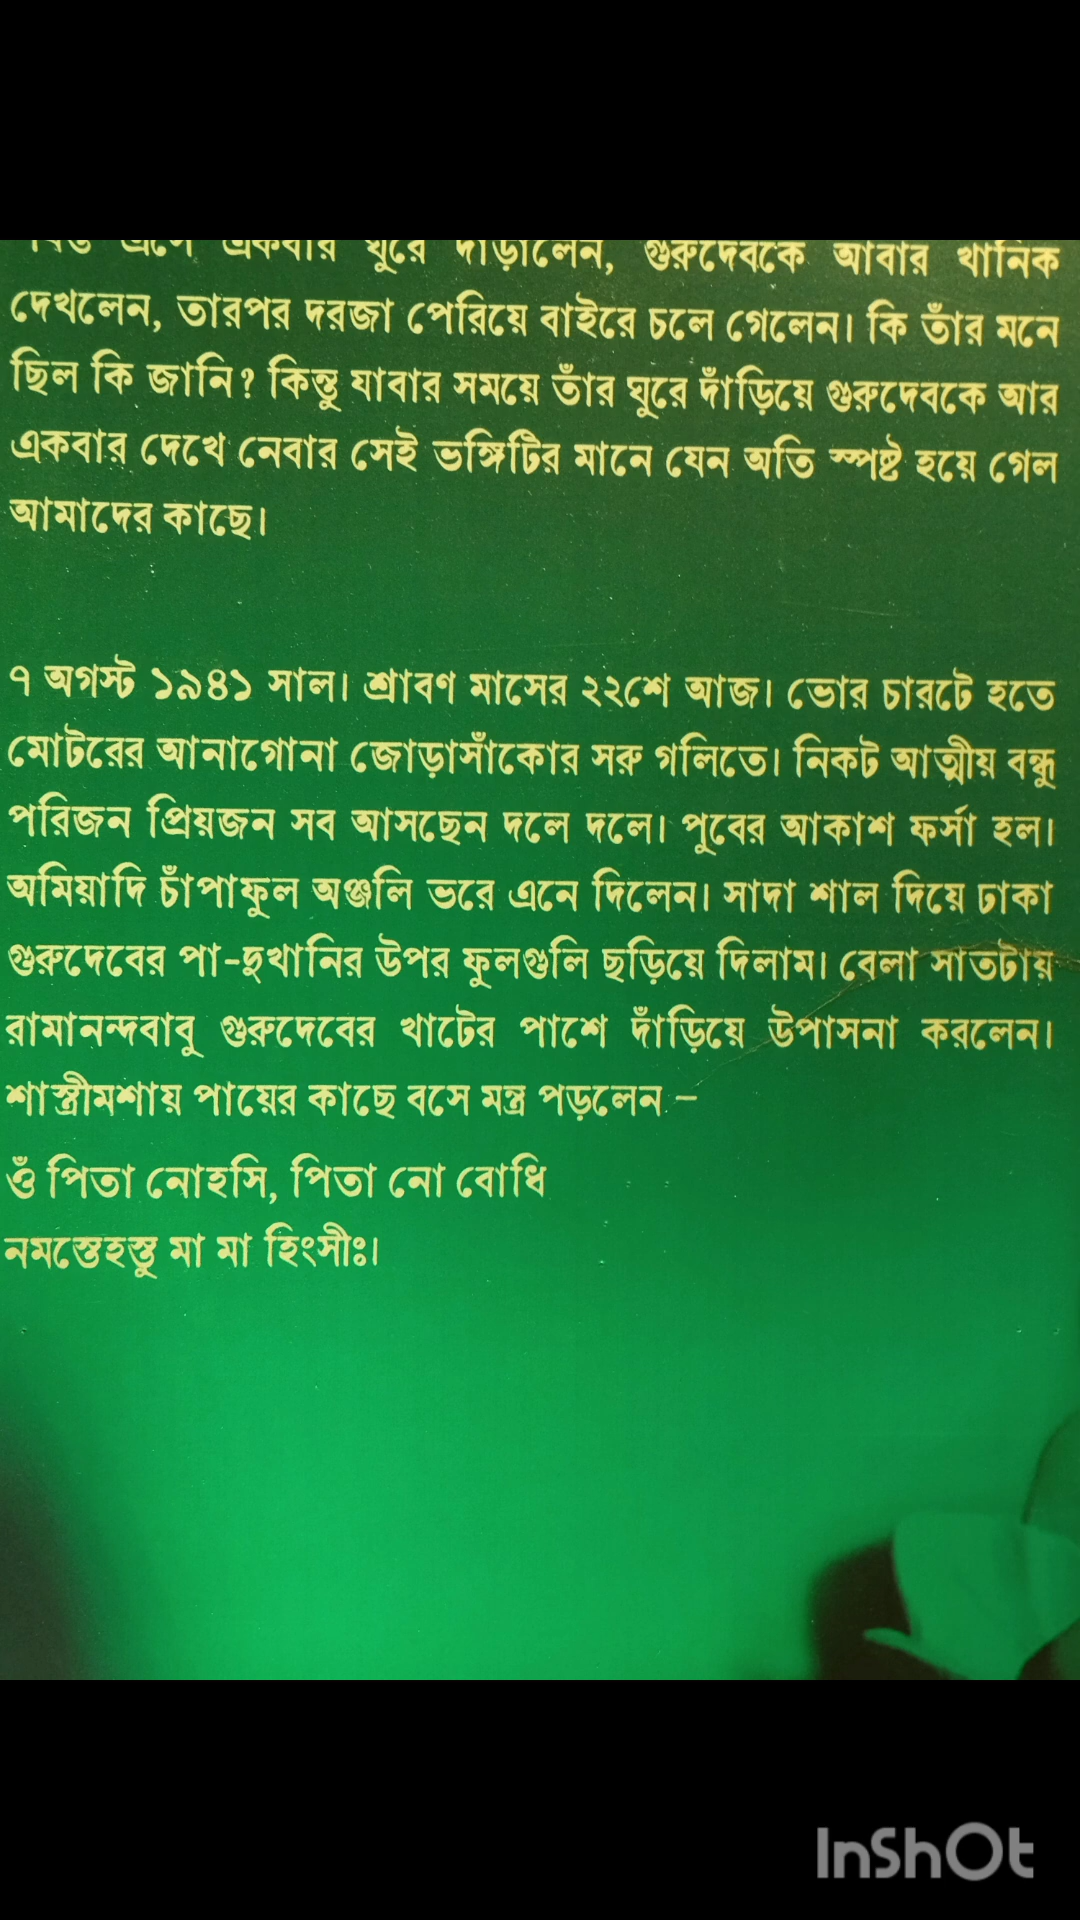 একবার ঘুরে দাঁড়ালেন, গুরুদেবকে আবার খানিক
দেখলেন, তারপর দরজা পেরিয়ে বাইরে চলে গেলেন। কি তাঁর মনে
ছিল কি জানি? কিন্তু যাবার সময়ে তাঁর ঘুরে দাঁড়িয়ে গুরুদেবকে আর
একবার দেখে নেবার সেই ভঙ্গিটির মানে যেন অতি স্পষ্ট হয়ে গেল
আমাদের কাছে।
৭ অগস্ট ১৯৪১ সাল। শ্রাবণ মাসের ২২শে আজ। ভোর চারটে হতে
মোটরের আনাগোনা জোড়াসাঁকোর সরু গলিতে। নিকট আত্মীয় বন্ধু
পরিজন প্রিয়জন সব আসছেন দলে দলে। পুবের আকাশ ফর্সা হল।
অমিয়াদি চাঁপাফুল অঞ্জলি ভরে এনে দিলেন। সাদা শাল দিয়ে ঢাকা
গুরুদেবের পা-দুখানির উপর ফুলগুলি ছড়িয়ে দিলাম। বেলা সাতটায়
রামানন্দবাবু গুরুদেবের খাটের পাশে দাঁড়িয়ে উপাসনা করলেন।
শাস্ত্রীমশায় পায়ের কাছে বসে মন্ত্র পড়লেন –
ওঁ পিতা নোহসি, পিতা নো বোধি
নমস্তেহস্তু মা মা হিংসীঃ।
InShOt